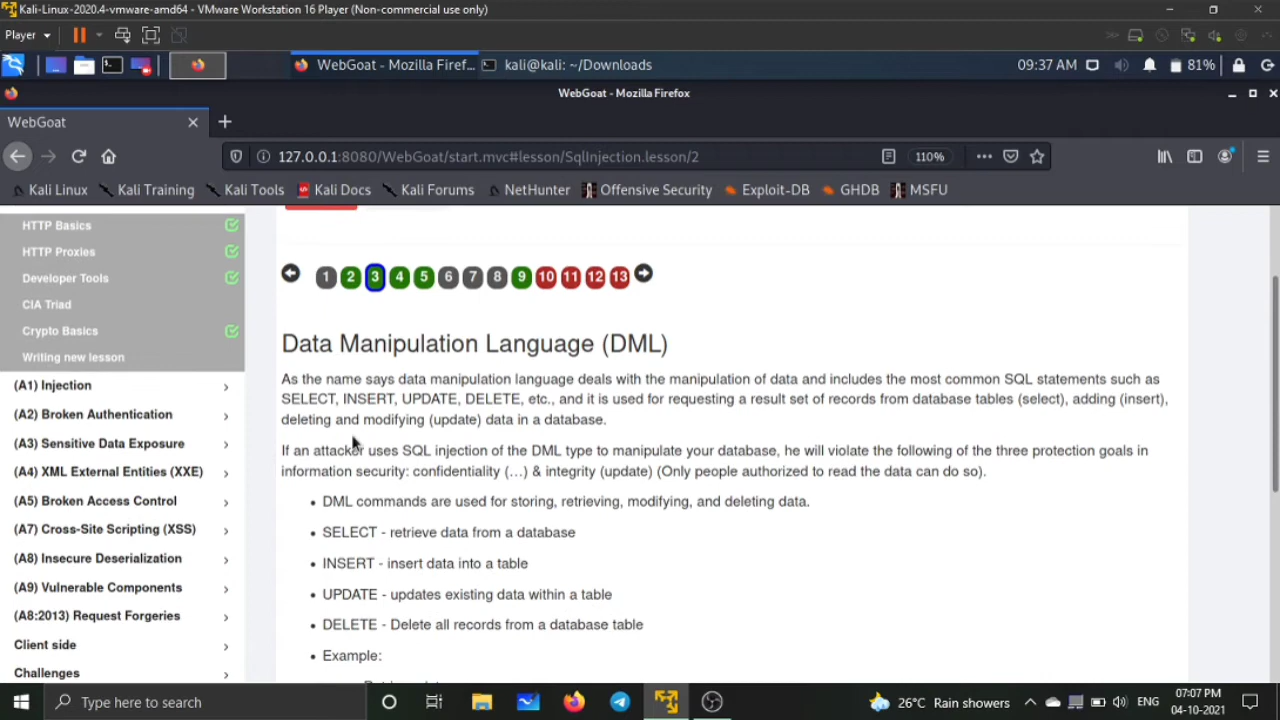 Kali-Linux-2020.4-vmware-amd64 - VMware Workstation 16 Player (Non-commercial use only)
Player
WebGoat - Mozilla Firef...
kali@kali: ~/Downloads
09:37 AM
81%
WebGoat - Mozilla Firefox
WebGoat
127.0.0.1:8080/WebGoat/start.mvc#lesson/SqlInjection.lesson/2
110%
Kali Linux
Kali Training
Kali Tools
Kali Docs
Kali Forums
NetHunter
Offensive Security
Exploit-DB
GHDB
MSFU
HTTP Basics
HTTP Proxies
Developer Tools
CIA Triad
Crypto Basics
Writing new lesson
(A1) Injection
(A2) Broken Authentication
(A3) Sensitive Data Exposure
(A4) XML External Entities (XXE)
(A5) Broken Access Control
(A7) Cross-Site Scripting (XSS)
(A8) Insecure Deserialization
(A9) Vulnerable Components
(A8:2013) Request Forgeries
Client side
Challenges
1 2 3 4 5 6 7 8 9 10 11 12 13
Data Manipulation Language (DML)
As the name says data manipulation language deals with the manipulation of data and includes the most common SQL statements such as
SELECT, INSERT, UPDATE, DELETE, etc., and it is used for requesting a result set of records from database tables (select), adding (insert),
deleting and modifying (update) data in a database.
If an attacker uses SQL injection of the DML type to manipulate your database, he will violate the following of the three protection goals in
information security: confidentiality (…) & integrity (update) (Only people authorized to read the data can do so).
• DML commands are used for storing, retrieving, modifying, and deleting data.
• SELECT - retrieve data from a database
• INSERT - insert data into a table
• UPDATE - updates existing data within a table
• DELETE - Delete all records from a database table
• Example:
Type here to search
26°C Rain showers
ENG
07:07 PM
04-10-2021